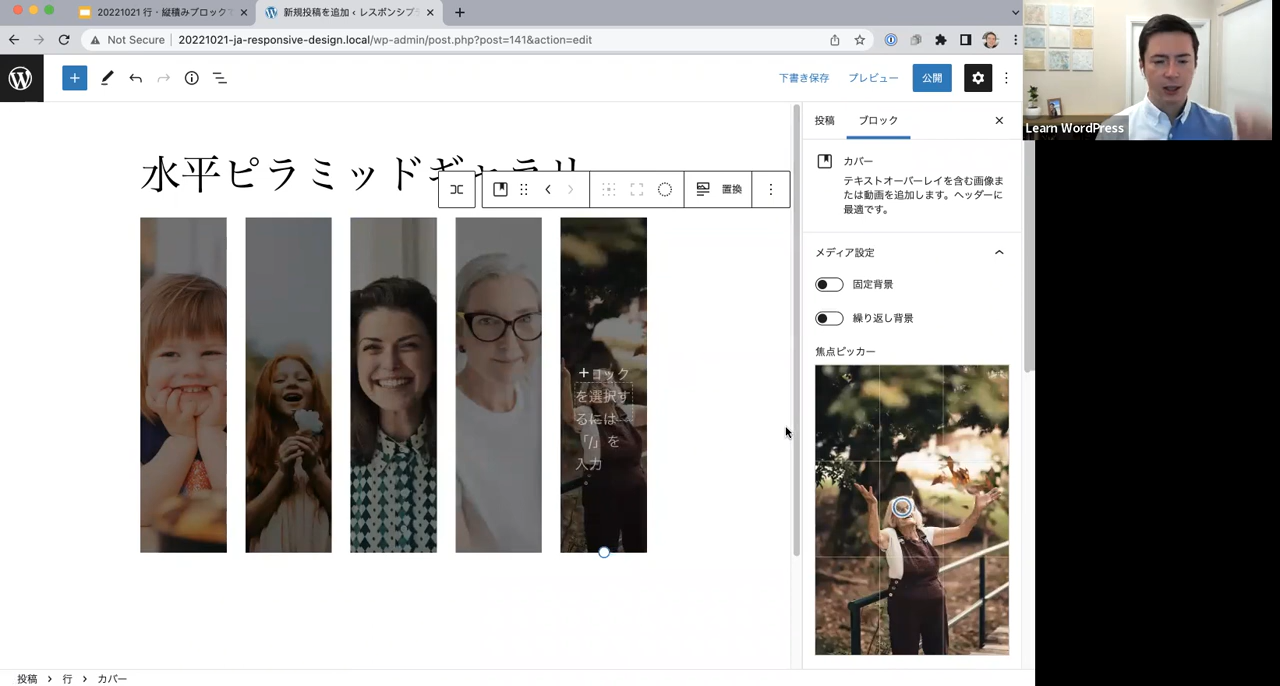 20221021 行・縦積みブロックで
新規投稿を追加 ‹ レスポンシブ
Not Secure
20221021-ja-responsive-design.local/wp-admin/post.php?post=141&action=edit
下書き保存
プレビュー
公開
Learn WordPress
投稿
ブロック
水平ピラミッドギャラリ
置換
カバー
テキストオーバーレイを含む画像ま
たは動画を追加します。ヘッダーに
最適です。
メディア設定
固定背景
繰り返し背景
焦点ピッカー
ロック
を選択す
るには
「/」を
入力
投稿 > 行 > カバー